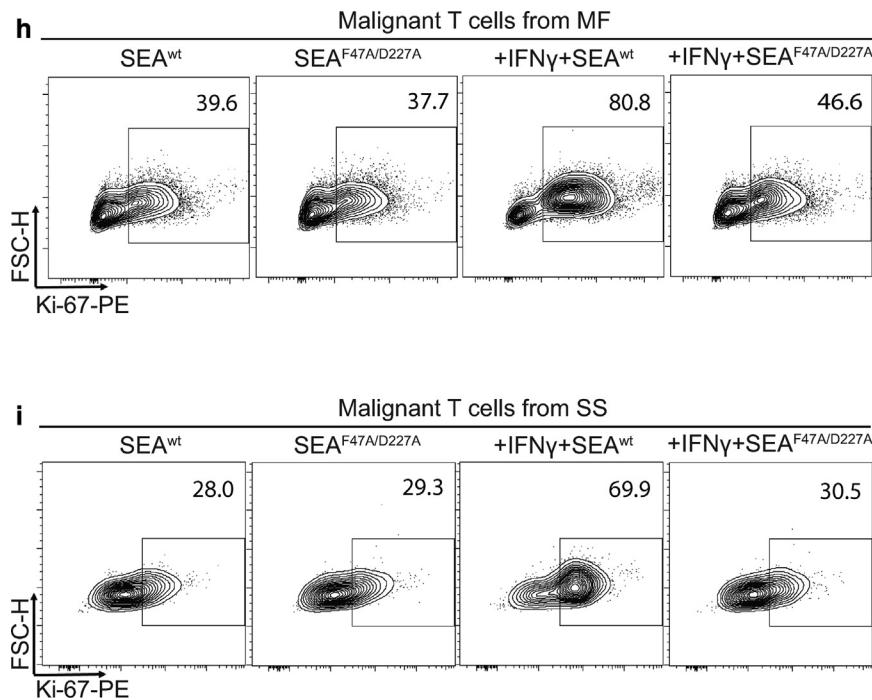 h
Malignant T cells from MF
SEAwt SEAF47A/D227A +IFNγ+SEAwt +IFNγ+SEAF47A/D227A
39.6 37.7 80.8 46.6
FSC-H
Ki-67-PE
i
Malignant T cells from SS
SEAwt SEAF47A/D227A +IFNγ+SEAwt +IFNγ+SEAF47A/D227A
28.0 29.3 69.9 30.5
FSC-H
Ki-67-PE